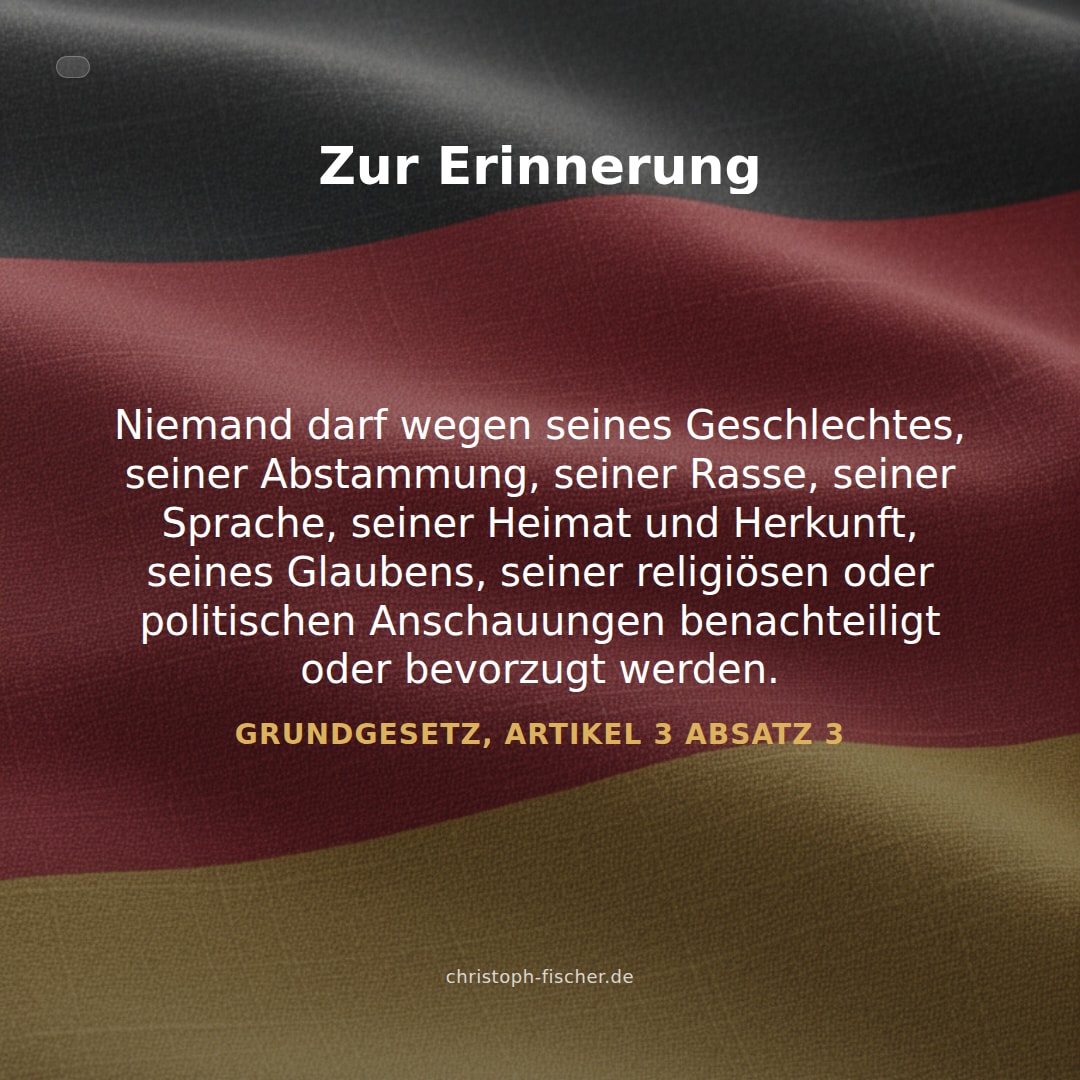 Zur Erinnerung
Niemand darf wegen seines Geschlechtes,
seiner Abstammung, seiner Rasse, seiner
Sprache, seiner Heimat und Herkunft,
seines Glaubens, seiner religiösen oder
politischen Anschauungen benachteiligt
oder bevorzugt werden.
GRUNDGESETZ, ARTIKEL 3 ABSATZ 3
christoph-fischer.de